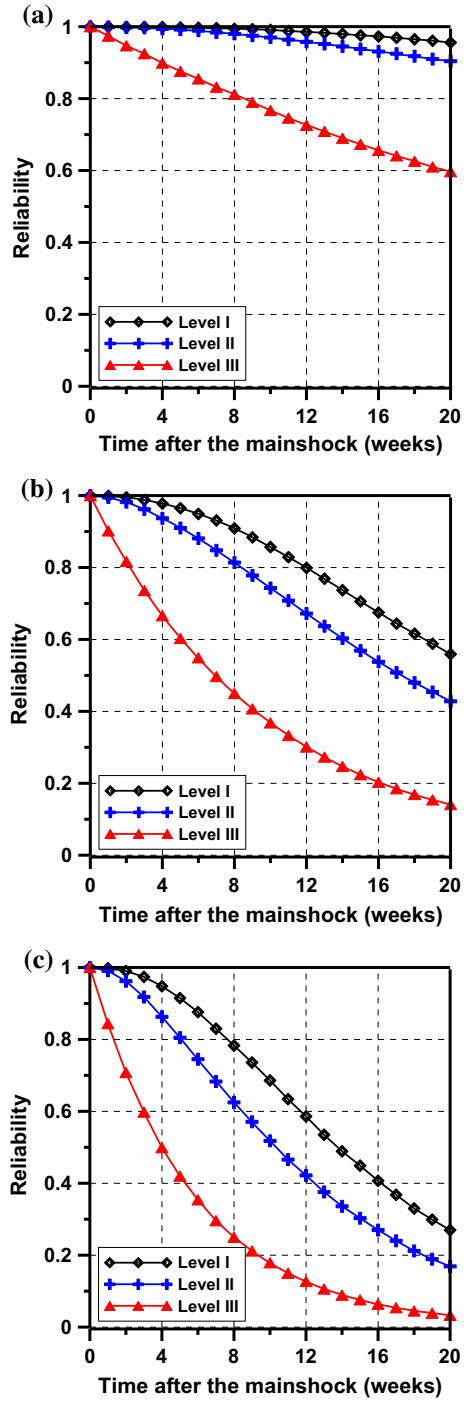 (a)
1
0.8
0.6
0.4
0.2
0
Reliability
Level I
Level II
Level III
0 4 8 12 16 20
Time after the mainshock (weeks)
(b)
1
0.8
0.6
0.4
0.2
0
Reliability
Level I
Level II
Level III
0 4 8 12 16 20
Time after the mainshock (weeks)
(c)
1
0.8
0.6
0.4
0.2
0
Reliability
Level I
Level II
Level III
0 4 8 12 16 20
Time after the mainshock (weeks)